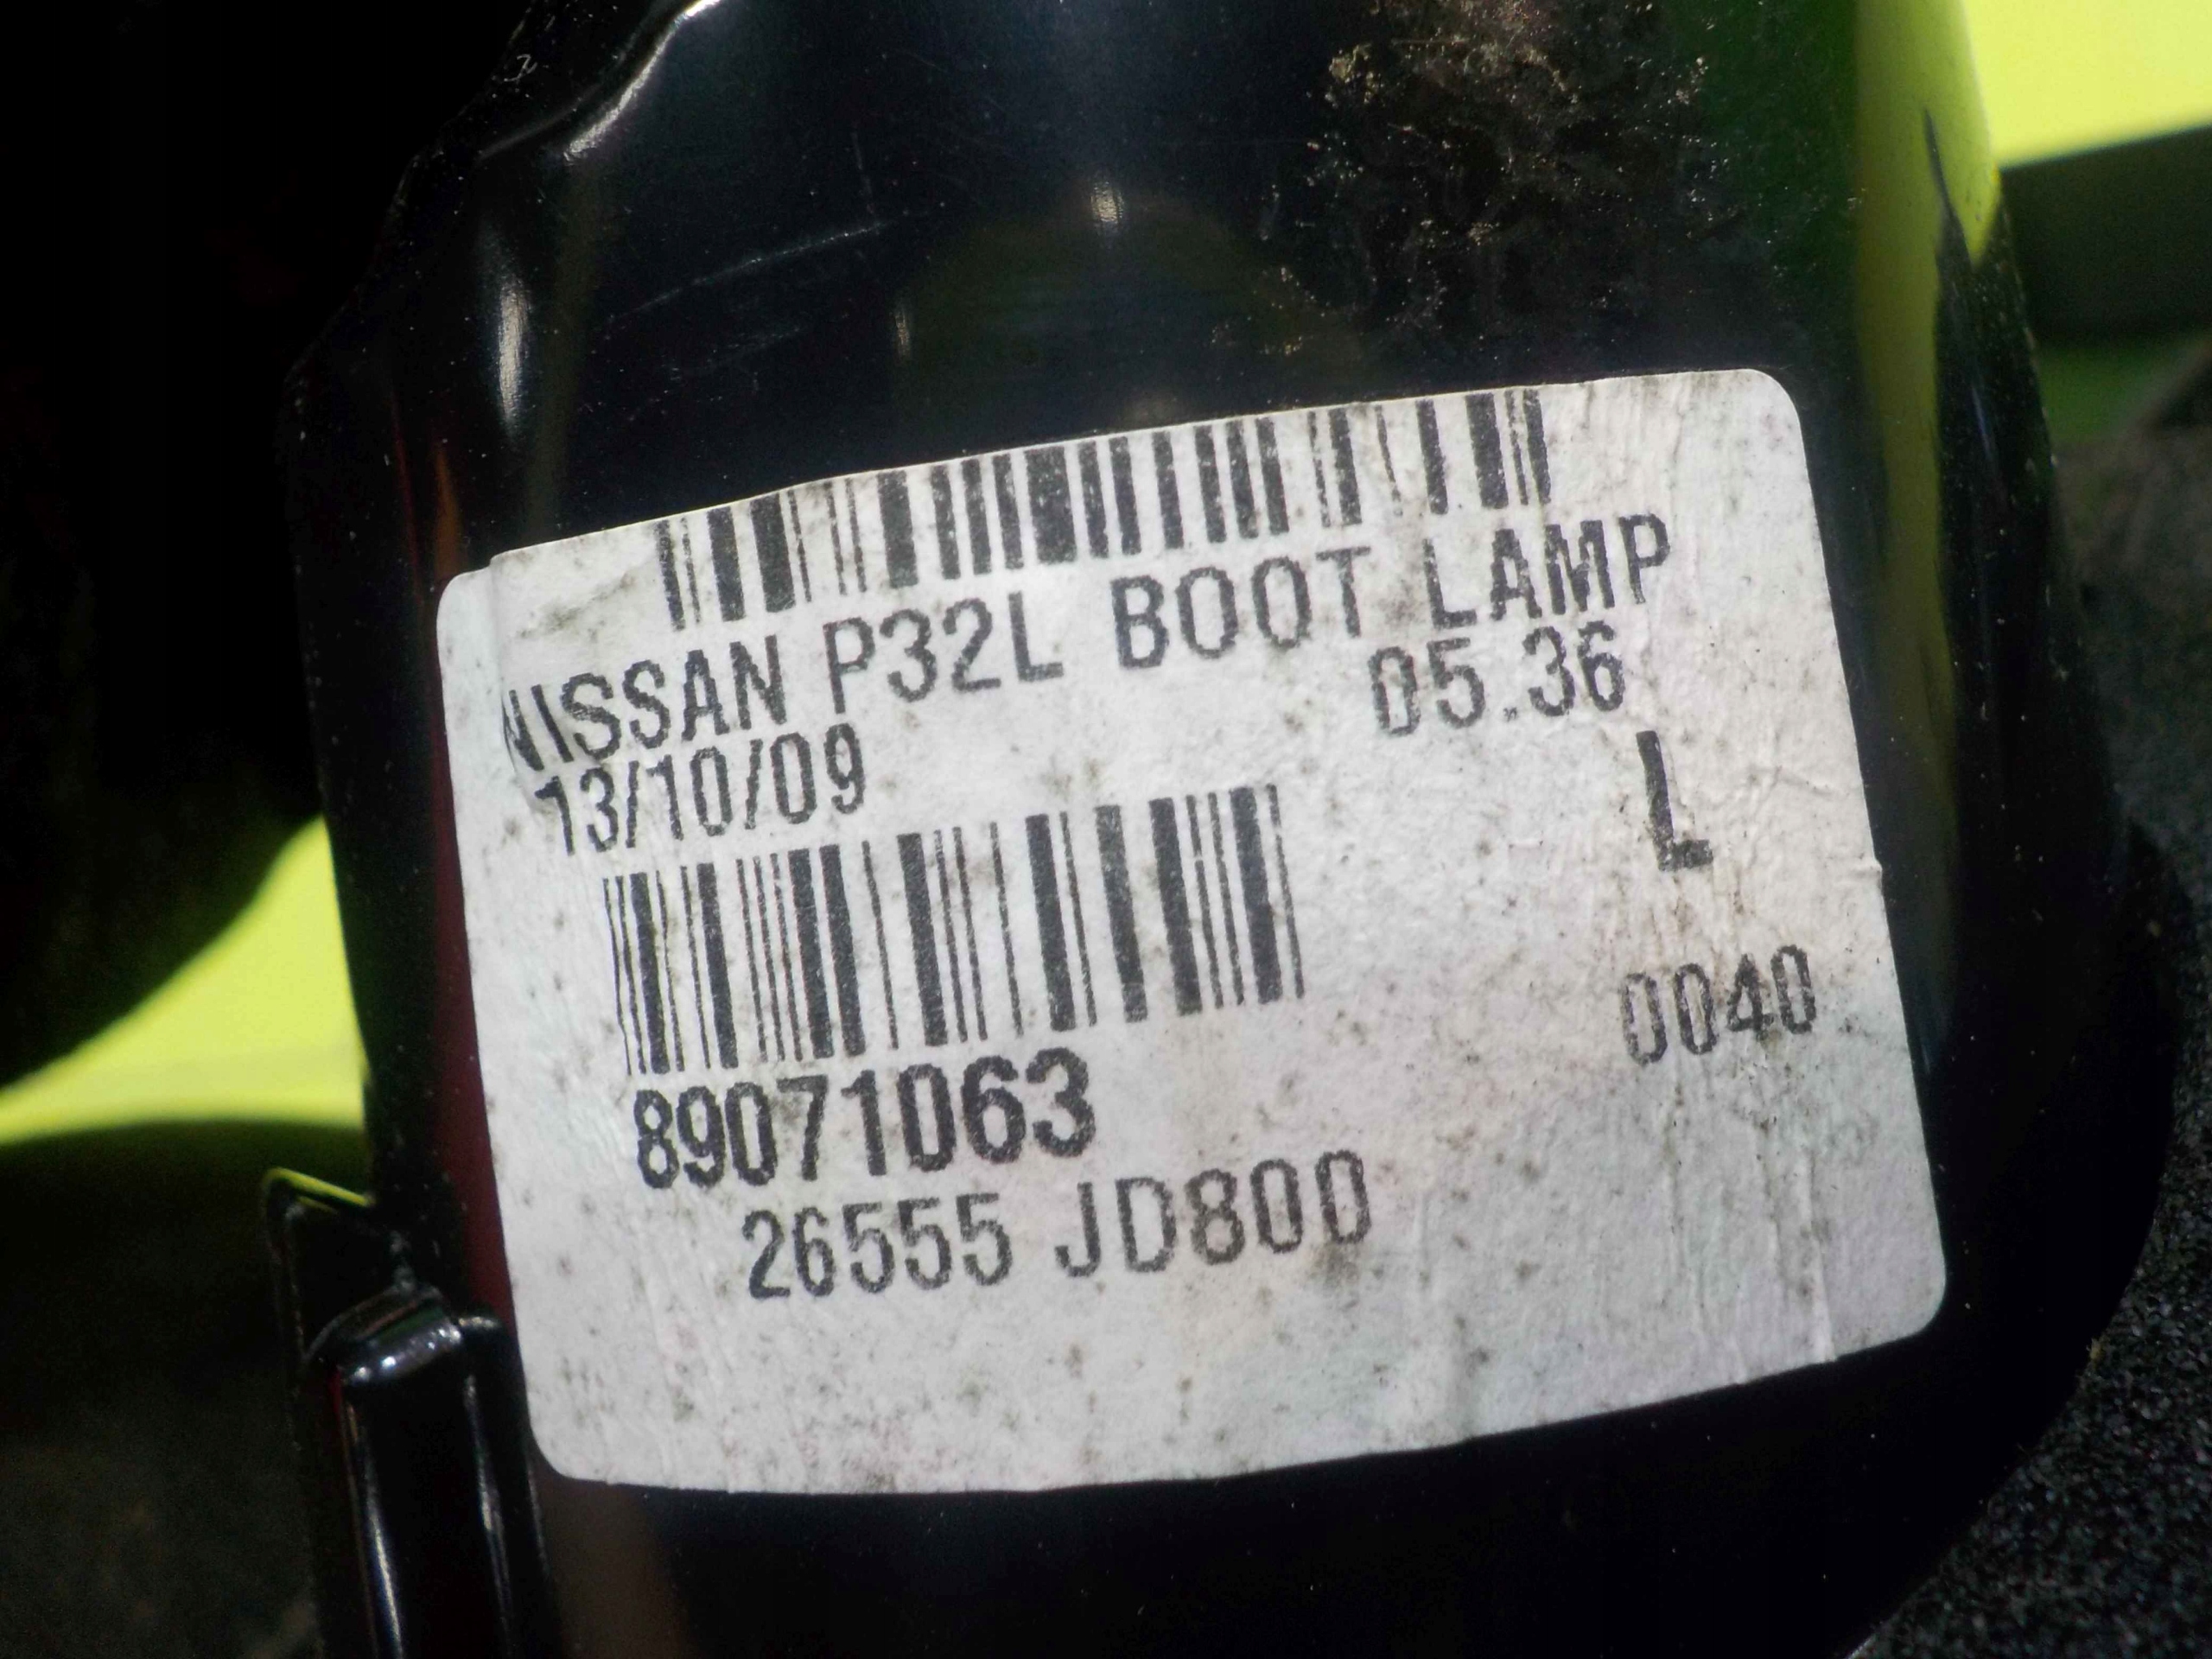 NISSAN P32L BOOT LAMP
13/10/09 05.36
L
0040
89071063
26555 JD800